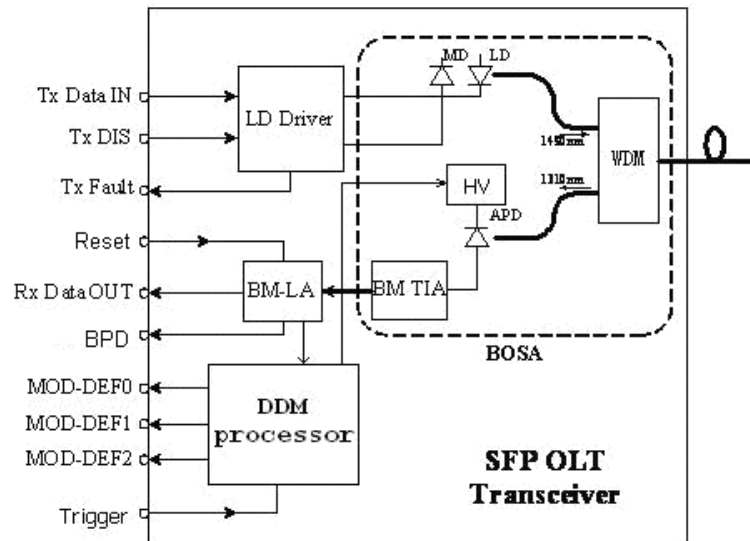 MD
LD
Tx Data IN
LD Driver
Tx DIS
1490nm
WDM
1310nm
Tx Fault
HV
APD
Reset
BM-LA
BM TIA
Rx Data OUT
BPD
BOSA
MOD-DEF0
DDM
processor
MOD-DEF1
MOD-DEF2
SFP OLT
Transceiver
Trigger